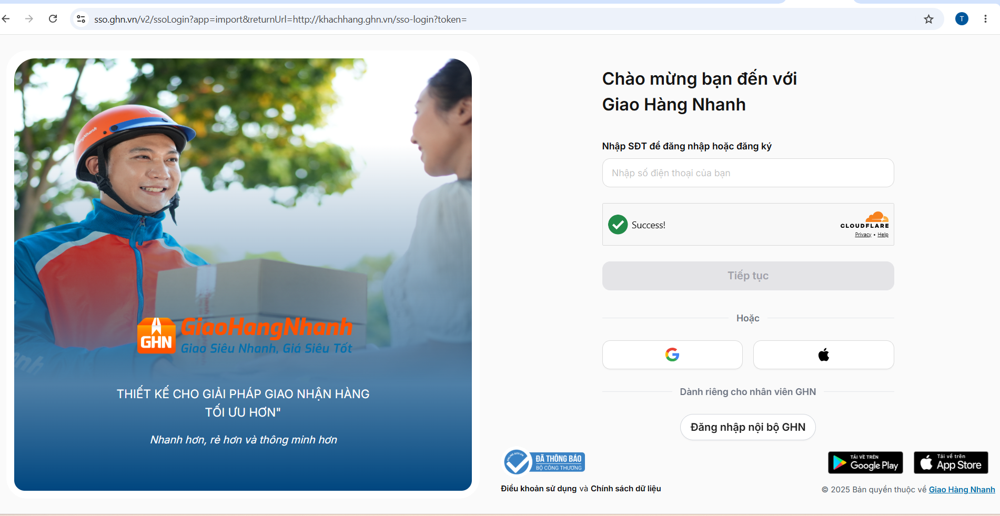 sso.ghn.vn/v2/ssoLogin?app=import&returnUrl=http://khachhang.ghn.vn/sso-login?token=
T
GHN
GiaoHangNhanh
Giao Siêu Nhanh, Giá Siêu Tốt
THIẾT KẾ CHO GIẢI PHÁP GIAO NHẬN HÀNG
TỐI ƯU HƠN"
Nhanh hơn, rẻ hơn và thông minh hơn
Chào mừng bạn đến với
Giao Hàng Nhanh
Nhập SĐT để đăng nhập hoặc đăng ký
Nhập số điện thoại của bạn
Success!
CLOUDFLARE
Privacy • Help
Tiếp tục
Hoặc
Dành riêng cho nhân viên GHN
Đăng nhập nội bộ GHN
ONLINE.GOV.VN
ĐÃ THÔNG BÁO
BỘ CÔNG THƯƠNG
TẢI VỀ TRÊN
Google Play
Tải về trên
App Store
Điều khoản sử dụng và Chính sách dữ liệu
© 2025 Bản quyền thuộc về Giao Hàng Nhanh